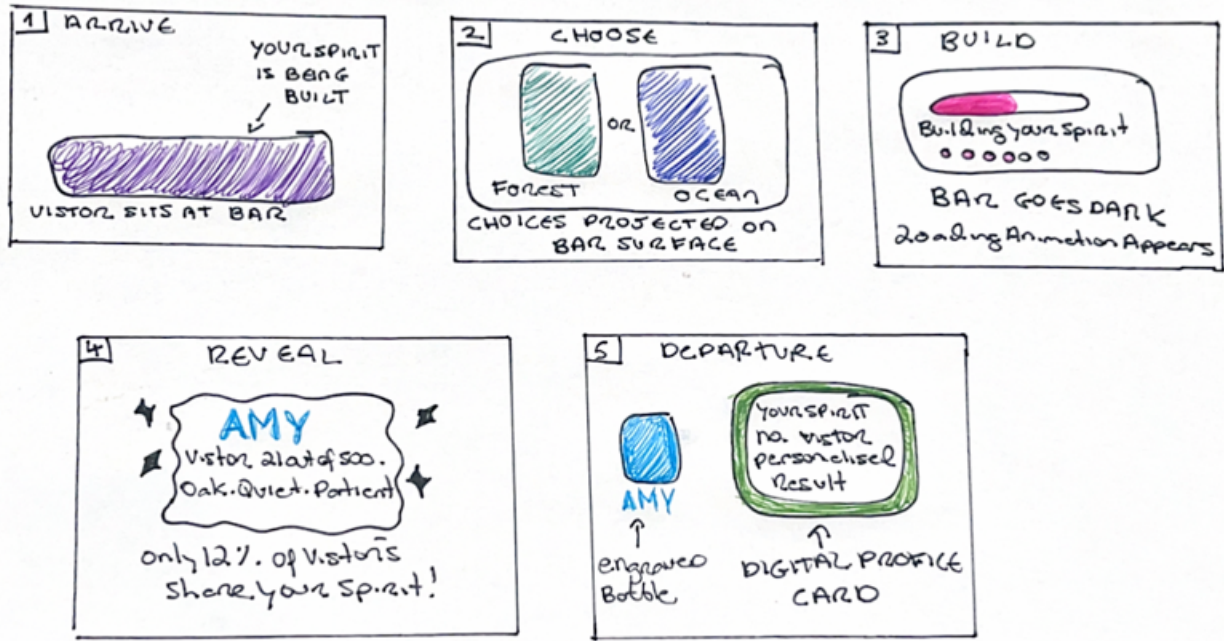 1 ARRIVE
YOUR SPIRIT
IS BEING
BUILT
VISTOR SITS AT BAR
2 CHOOSE
OR
FOREST OCEAN
CHOICES PROJECTED ON
BAR SURFACE
3 BUILD
Building your spirit
BAR GOES DARK
Loading Animation Appears
4 REVEAL
AMY
Vistor 21 out of 500.
Oak.Quiet.Patient
only 12% of Vistors
share your Spirit!
5 DEPARTURE
YOUR SPIRIT
no. vistor
personalised
Result
AMY
engraved
Bottle
DIGITAL PROFILE
CARD